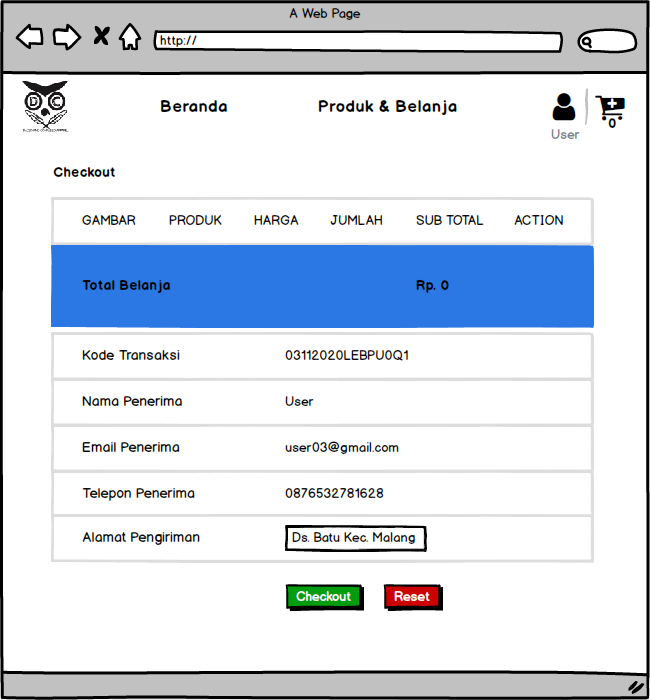 A Web Page
http://
D C
Beranda Produk & Belanja
0
User
Checkout
GAMBAR PRODUK HARGA JUMLAH SUB TOTAL ACTION
Total Belanja Rp. 0
Kode Transaksi 03112020LEBPU0Q1
Nama Penerima User
Email Penerima user03@gmail.com
Telepon Penerima 0876532781628
Alamat Pengiriman Ds. Batu Kec. Malang
Checkout Reset